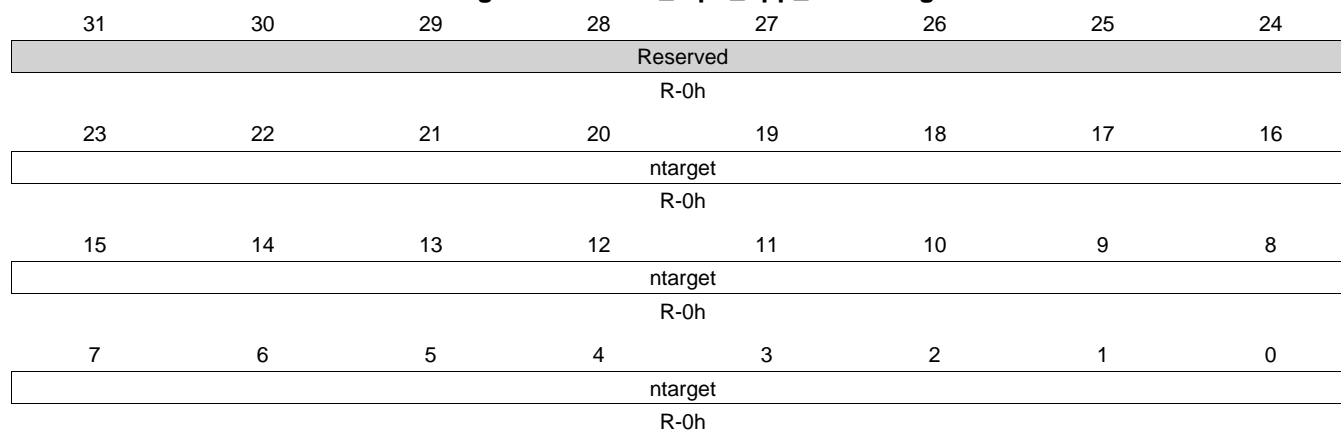 31 30 29 28 27 26 25 24
Reserved
R-0h
23 22 21 20 19 18 17 16
ntarget
R-0h
15 14 13 12 11 10 9 8
ntarget
R-0h
7 6 5 4 3 2 1 0
ntarget
R-0h